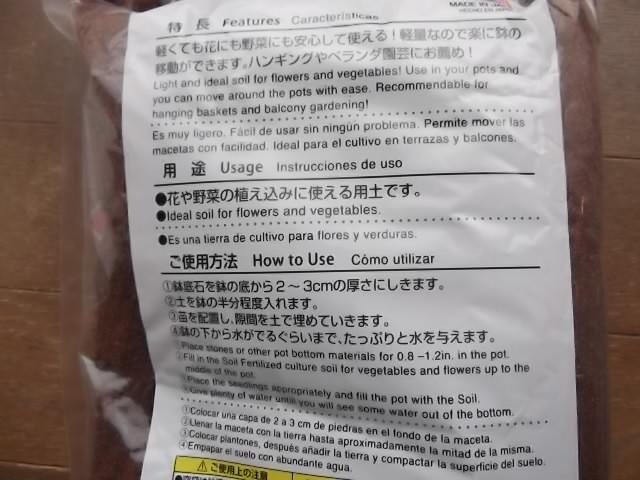 MADE IN JAPAN
HECHO EN JAPON
特長 Features Características
軽くても花にも野菜にも安心して使える！軽量なので楽に鉢の
移動ができます。ハンギングやベランダ園芸にお薦め！
Light and ideal soil for flowers and vegetables! Use in your pots and
you can move around the pots with ease. Recommendable for
hanging baskets and balcony gardening!
Es muy ligero. Fácil de usar sin ningún problema. Permite mover las
macetas con facilidad. Ideal para el cultivo en terrazas y balcones.
用途 Usage Instrucciones de uso
●花や野菜の植え込みに使える用土です。
●Ideal soil for flowers and vegetables.
●Es una tierra de cultivo para flores y verduras.
ご使用方法 How to Use Cómo utilizar
①鉢底石を鉢の底から2～3cmの厚さにしきます。
②土を鉢の半分程度入れます。
③苗を配置し、隙間を土で埋めていきます。
④鉢の下から水がでるぐらいまで、たっぷりと水を与えます。
①Place stones or other pot bottom materials for 0.8 –1.2in. in the pot.
②Fill in the Soil Fertilized culture soil for vegetables and flowers up to the
middle of the pot.
③Place the seedlings appropriately and fill the pot with the Soil.
④Give plenty of water until you will see some water out of the bottom.
①Colocar una capa de 2 a 3 cm de piedras en el fondo de la maceta.
②Llenar la maceta con la tierra hasta aproximadamente la mitad de la misma.
③Colocar plantones, después añadir la tierra y compactar la superficie del suelo.
④Empapar el suelo con abundante agua.
⚠ご使用上の注意